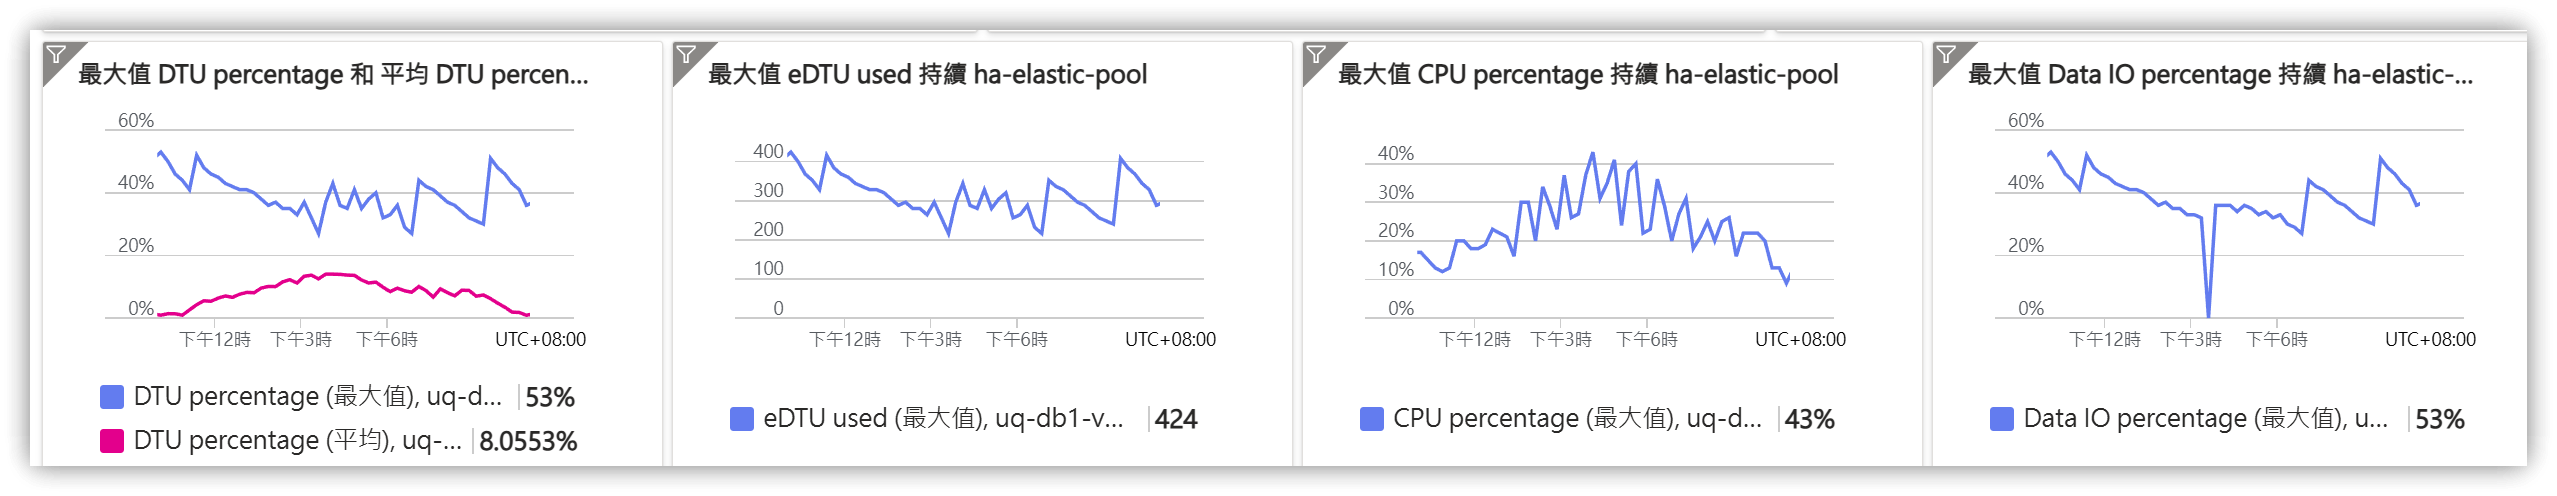 最大值 DTU percentage 和 平均 DTU percen...
60%
40%
20%
0%
下午12時 下午3時 下午6時 UTC+08:00
DTU percentage (最大值), uq-d... 53%
DTU percentage (平均), uq-... 8.0553%
最大值 eDTU used 持續 ha-elastic-pool
400
300
200
100
0
下午12時 下午3時 下午6時 UTC+08:00
eDTU used (最大值), uq-db1-v... 424
最大值 CPU percentage 持續 ha-elastic-pool
40%
30%
20%
10%
0%
下午12時 下午3時 下午6時 UTC+08:00
CPU percentage (最大值), uq-d... 43%
最大值 Data IO percentage 持續 ha-elastic-...
60%
40%
20%
0%
下午12時 下午3時 下午6時 UTC+08:00
Data IO percentage (最大值), u... 53%